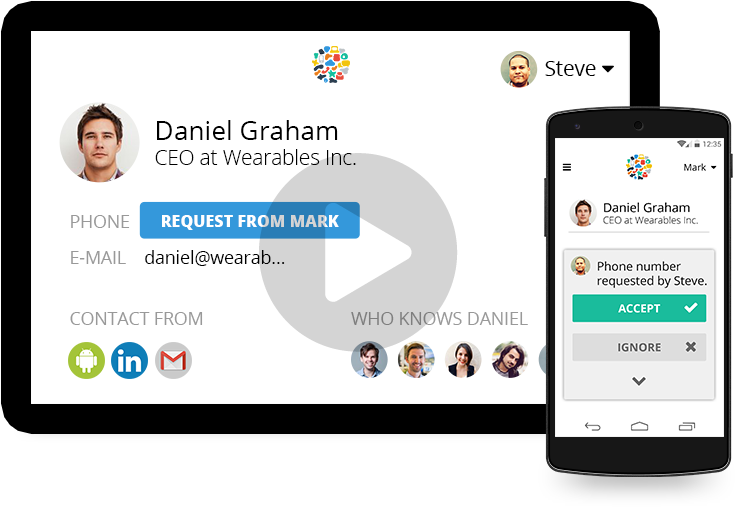 Steve
Daniel Graham
CEO at Wearables Inc.
PHONE
REQUEST FROM MARK
E-MAIL
daniel@wearab...
CONTACT FROM
WHO KNOWS DANIEL
in
12:35
Mark
Daniel Graham
CEO at Wearables Inc.
Phone number
requested by Steve.
ACCEPT
IGNORE